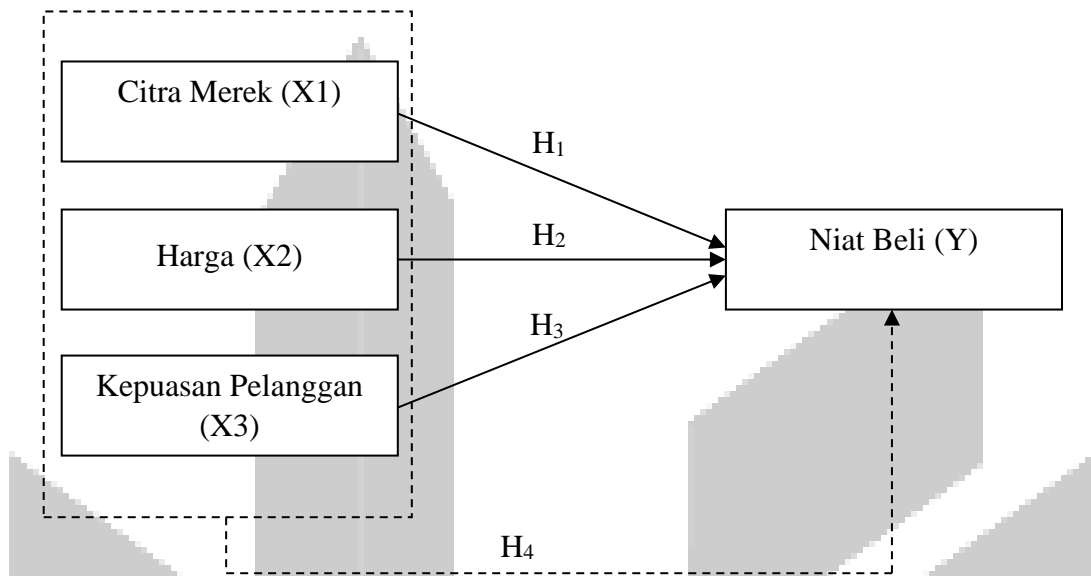 Citra Merek (X1)
H₁
Harga (X2)
H₂
Niat Beli (Y)
H₃
Kepuasan Pelanggan
(X3)
H₄